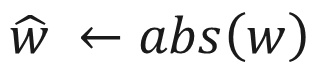 ŵ ← abs(w)